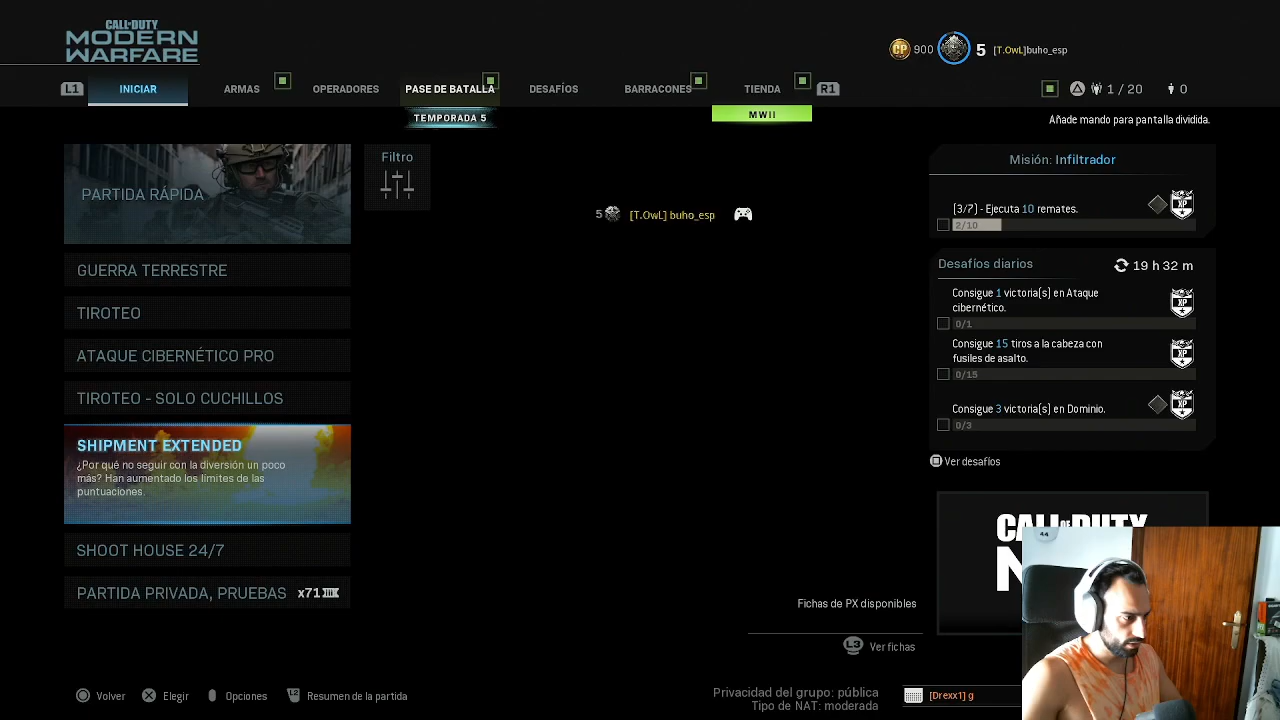 CALL OF DUTY
MODERN
WARFARE
CP 900 5 [T.OwL]buho_esp
L1 INICIAR ARMAS OPERADORES PASE DE BATALLA DESAFÍOS BARRACONES TIENDA R1
1 / 20 0
TEMPORADA 5
MWII
Añade mando para pantalla dividida.
PARTIDA RÁPIDA
Filtro
5 [T.OwL] buho_esp
GUERRA TERRESTRE
TIROTEO
ATAQUE CIBERNÉTICO PRO
TIROTEO - SOLO CUCHILLOS
SHIPMENT EXTENDED
¿Por qué no seguir con la diversión un poco
más? Han aumentado los límites de las
puntuaciones.
SHOOT HOUSE 24/7
PARTIDA PRIVADA, PRUEBAS x71
Misión: Infiltrador
[3/7] - Ejecuta 10 remates.
XP
2/10
Desafíos diarios 19 h 32 m
Consigue 1 victoria(s) en Ataque
cibernético.
XP
0/1
Consigue 15 tiros a la cabeza con
fusiles de asalto.
XP
0/15
Consigue 3 victoria(s) en Dominio.
XP
0/3
Ver desafíos
CALL OF DUTY
Fichas de PX disponibles
L3 Ver fichas
Volver Elegir Opciones L2 Resumen de la partida
Privacidad del grupo: pública
Tipo de NAT: moderada
[Drexx1] g